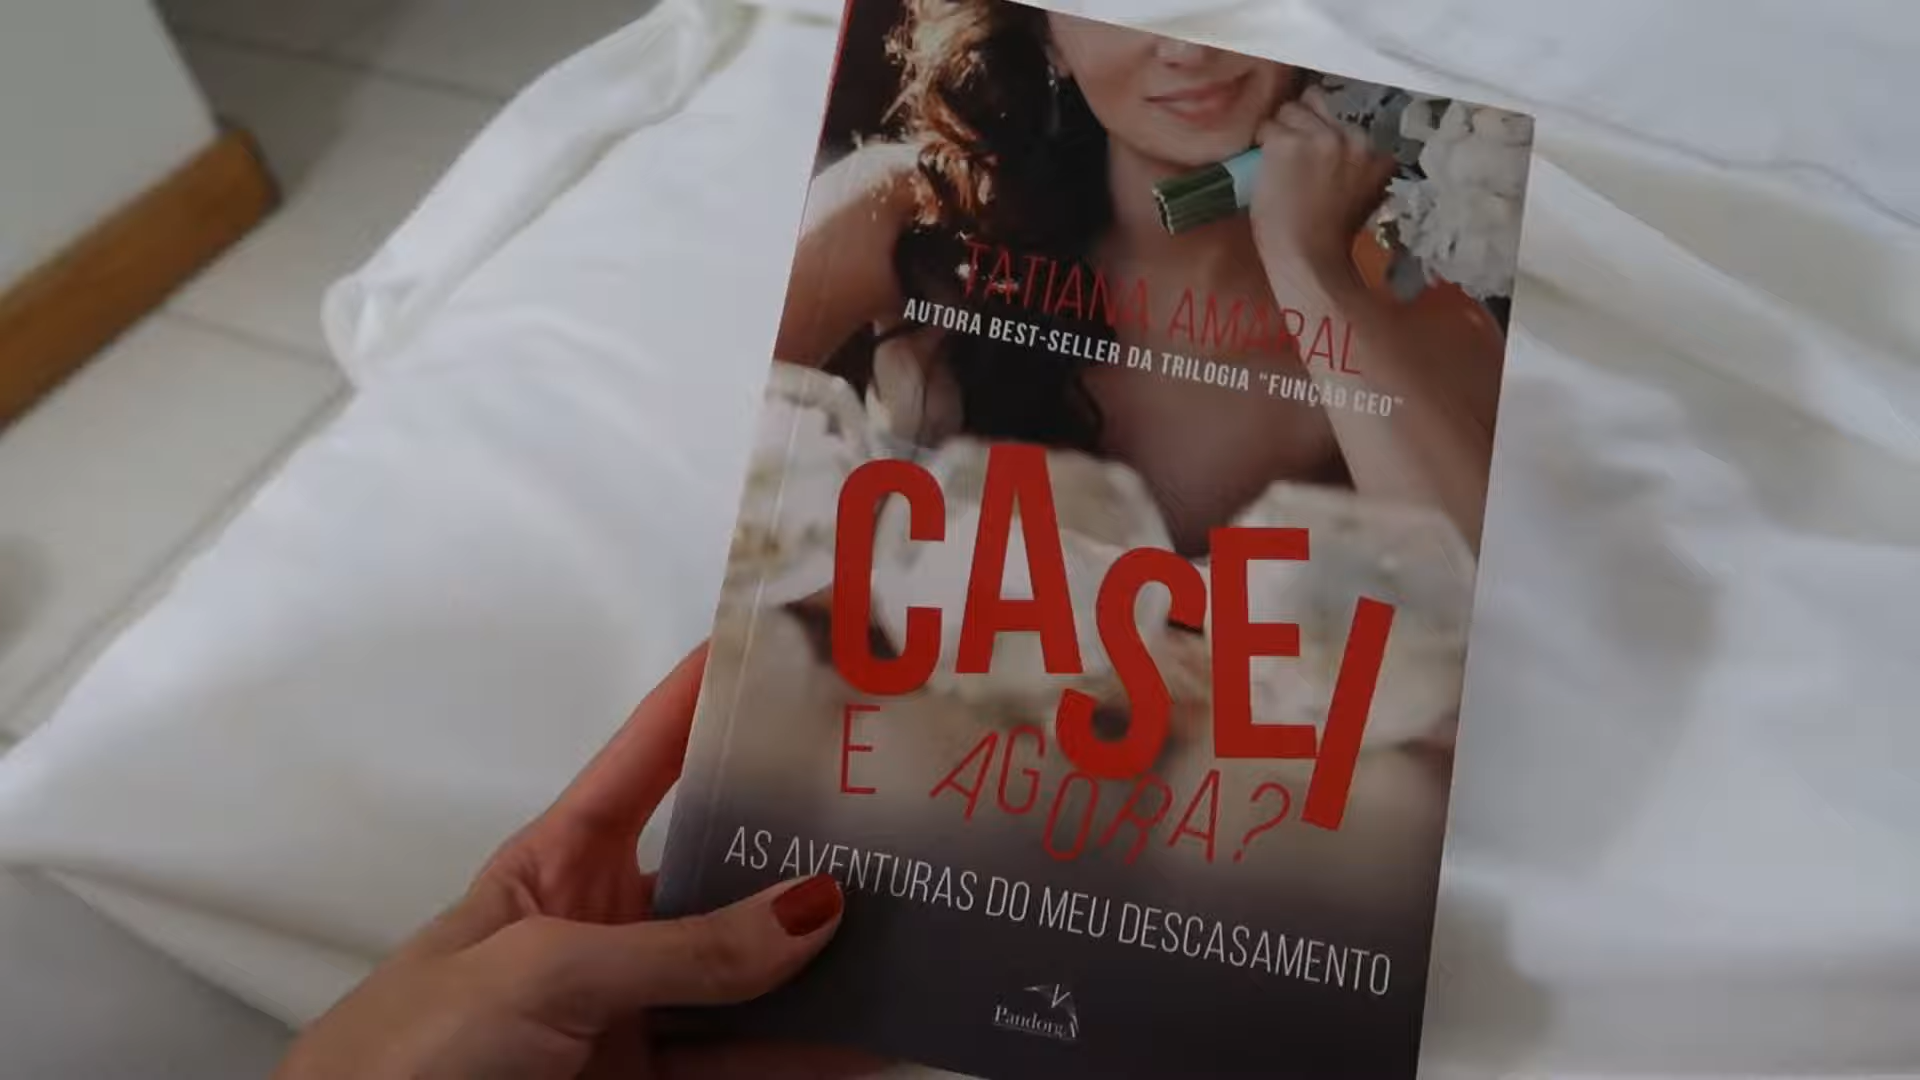 TATIANA AMARAL
AUTORA BEST-SELLER DA TRILOGIA "FUNÇÃO CEO"
CASEI
E AGORA?
AS AVENTURAS DO MEU DESCASAMENTO
PandorgA